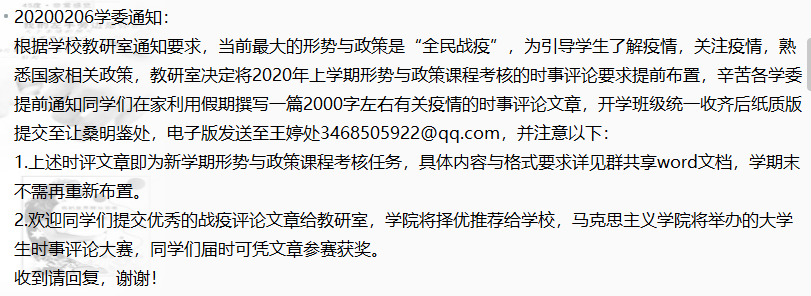 20200206学委通知：
根据学校教研室通知要求，当前最大的形势与政策是“全民战疫”，为引导学生了解疫情，关注疫情，熟
悉国家相关政策，教研室决定将2020年上学期形势与政策课程考核的时事评论要求提前布置，辛苦各学委
提前通知同学们在家利用假期撰写一篇2000字左右有关疫情的时事评论文章，开学班级统一收齐后纸质版
提交至让桑明鉴处，电子版发送至王婷处3468505922@qq.com，并注意以下：
1.上述时评文章即为新学期形势与政策课程考核任务，具体内容与格式要求详见群共享word文档，学期末
不需再重新布置。
2.欢迎同学们提交优秀的战疫评论文章给教研室，学院将择优推荐给学校，马克思主义学院将举办的大学
生时事评论大赛，同学们届时可凭文章参赛获奖。
收到请回复，谢谢！